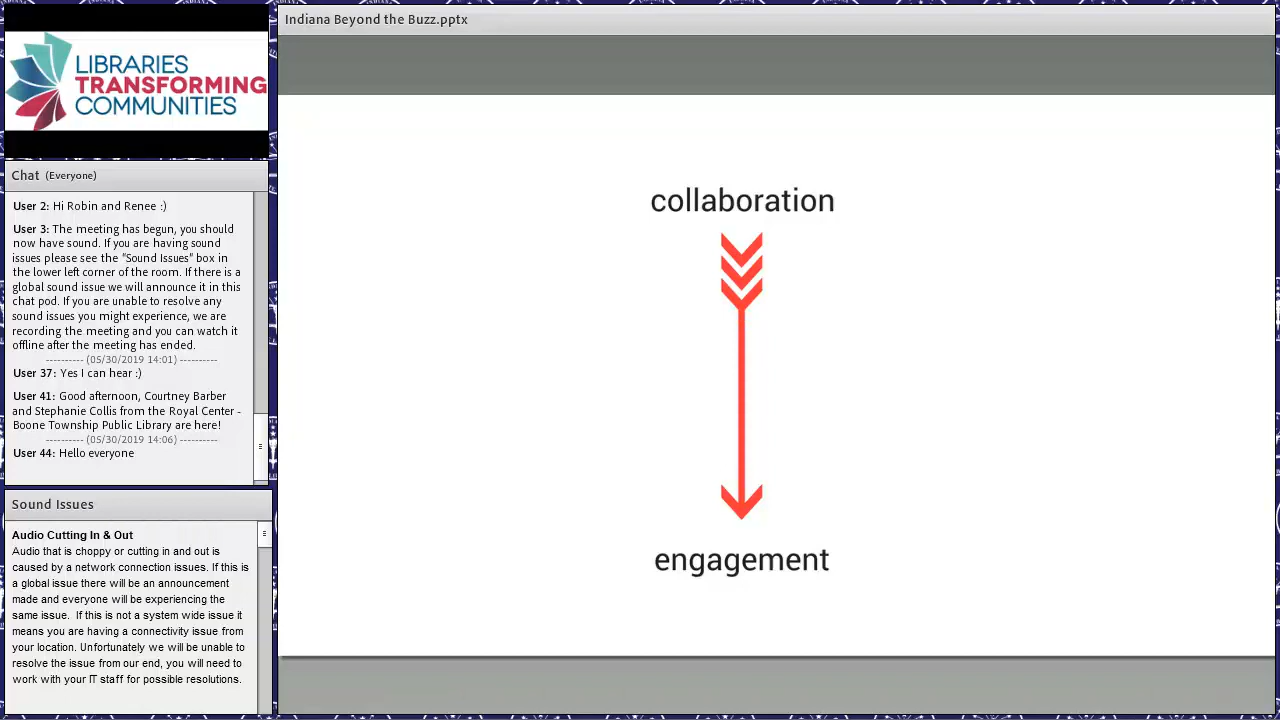 LIBRARIES
TRANSFORMING
COMMUNITIES
Chat (Everyone)
User 2: Hi Robin and Renee :)
User 3: The meeting has begun, you should
now have sound. If you are having sound
issues please see the “Sound Issues” box in
the lower left corner of the room. If there is a
global sound issue we will announce it in this
chat pod. If you are unable to resolve any
sound issues you might experience, we are
recording the meeting and you can watch it
offline after the meeting has ended.
---------- (05/30/2019 14:01) ----------
User 37: Yes I can hear :)
User 41: Good afternoon, Courtney Barber
and Stephanie Collis from the Royal Center -
Boone Township Public Library are here!
---------- (05/30/2019 14:06) ----------
User 44: Hello everyone
Sound Issues
Audio Cutting In & Out
Audio that is choppy or cutting in and out is
caused by a network connection issues. If this is
a global issue there will be an announcement
made and everyone will be experiencing the
same issue.  If this is not a system wide issue it
means you are having a connectivity issue from
your location. Unfortunately we will be unable to
resolve the issue from our end, you will need to
work with your IT staff for possible resolutions.
Indiana Beyond the Buzz.pptx
collaboration
engagement